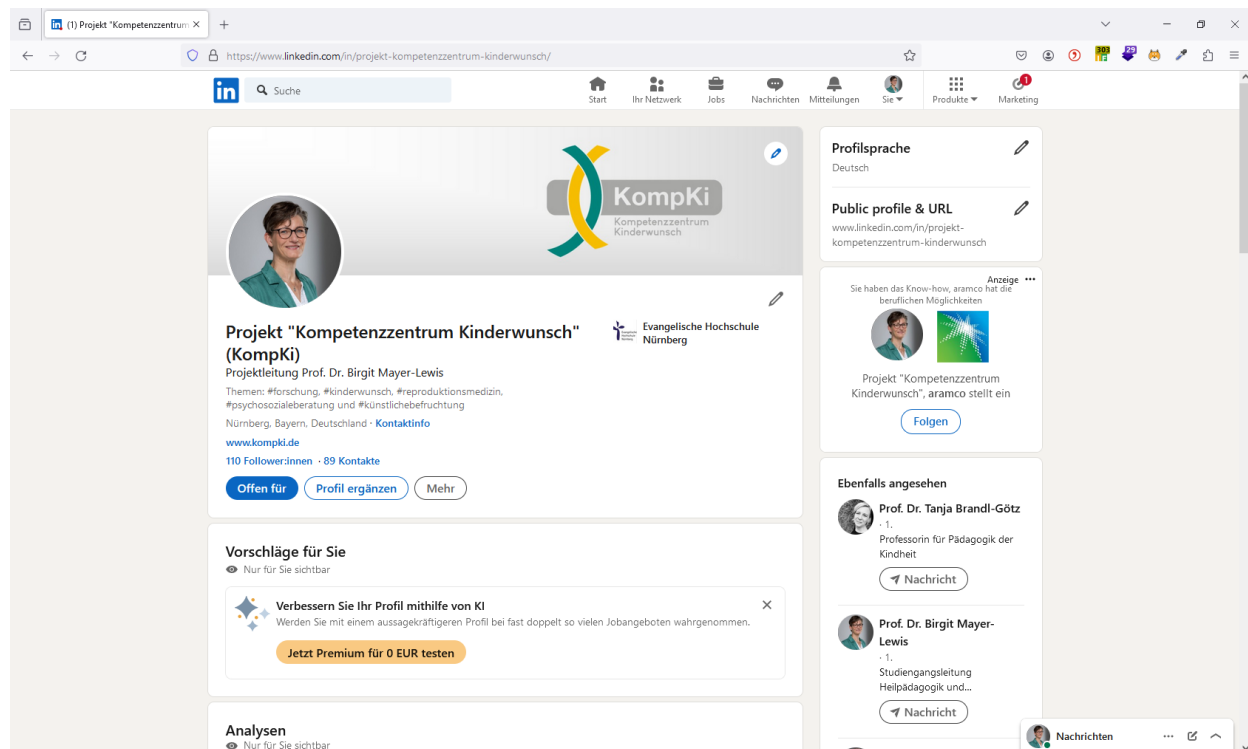 (1) Projekt "Kompetenzzentrum
https://www.linkedin.com/in/projekt-kompetenzzentrum-kinderwunsch/
303
29
in
Suche
Start
Ihr Netzwerk
Jobs
Nachrichten
Mitteilungen
Sie
Produkte
1
Marketing
KompKi
Kompetenzzentrum
Kinderwunsch
Projekt "Kompetenzzentrum Kinderwunsch"
(KompKi)
Projektleitung Prof. Dr. Birgit Mayer-Lewis
Themen: #forschung, #kinderwunsch, #reproduktionsmedizin,
#psychosozialeberatung und #künstlichebefruchtung
Nürnberg, Bayern, Deutschland · Kontaktinfo
www.kompki.de
110 Follower:innen · 89 Kontakte
Offen für
Profil ergänzen
Mehr
Evangelische Hochschule
Nürnberg
Vorschläge für Sie
Nur für Sie sichtbar
Verbessern Sie Ihr Profil mithilfe von KI
Werden Sie mit einem aussagekräftigeren Profil bei fast doppelt so vielen Jobangeboten wahrgenommen.
Jetzt Premium für 0 EUR testen
Analysen
Nur für Sie sichtbar
Profilsprache
Deutsch
Public profile & URL
www.linkedin.com/in/projekt-
kompetenzzentrum-kinderwunsch
Anzeige
Sie haben das Know-how, aramco hat die
beruflichen Möglichkeiten
Projekt "Kompetenzzentrum
Kinderwunsch", aramco stellt ein
Folgen
Ebenfalls angesehen
Prof. Dr. Tanja Brandl-Götz
· 1.
Professorin für Pädagogik der
Kindheit
Nachricht
Prof. Dr. Birgit Mayer-
Lewis
· 1.
Studiengangsleitung
Heilpädagogik und...
Nachricht
Nachrichten